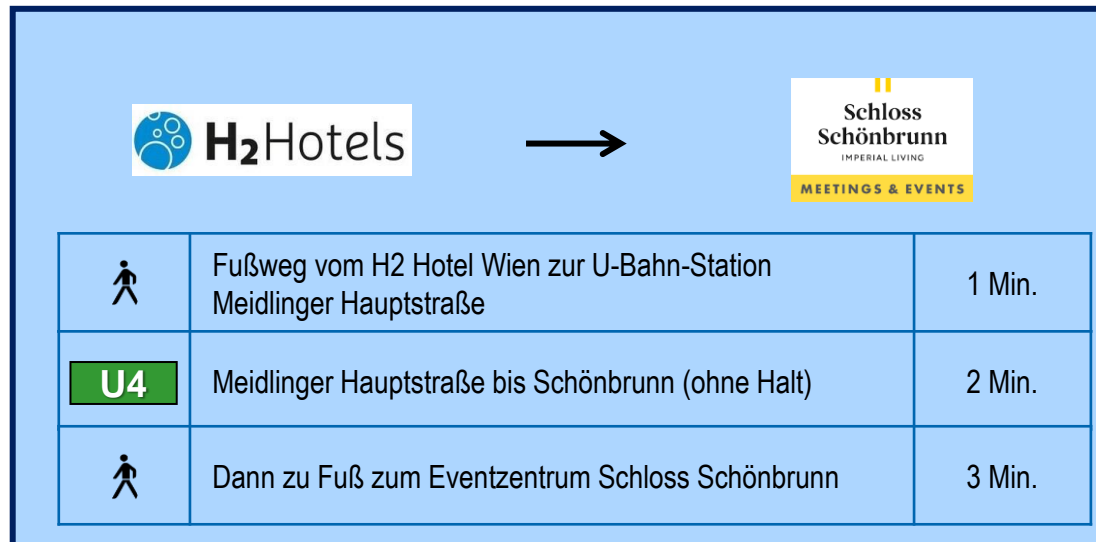 H₂Hotels
Schloss
Schönbrunn
IMPERIAL LIVING
MEETINGS & EVENTS
Fußweg vom H2 Hotel Wien zur U-Bahn-Station
Meidlinger Hauptstraße
1 Min.
U4
Meidlinger Hauptstraße bis Schönbrunn (ohne Halt)
2 Min.
Dann zu Fuß zum Eventzentrum Schloss Schönbrunn
3 Min.